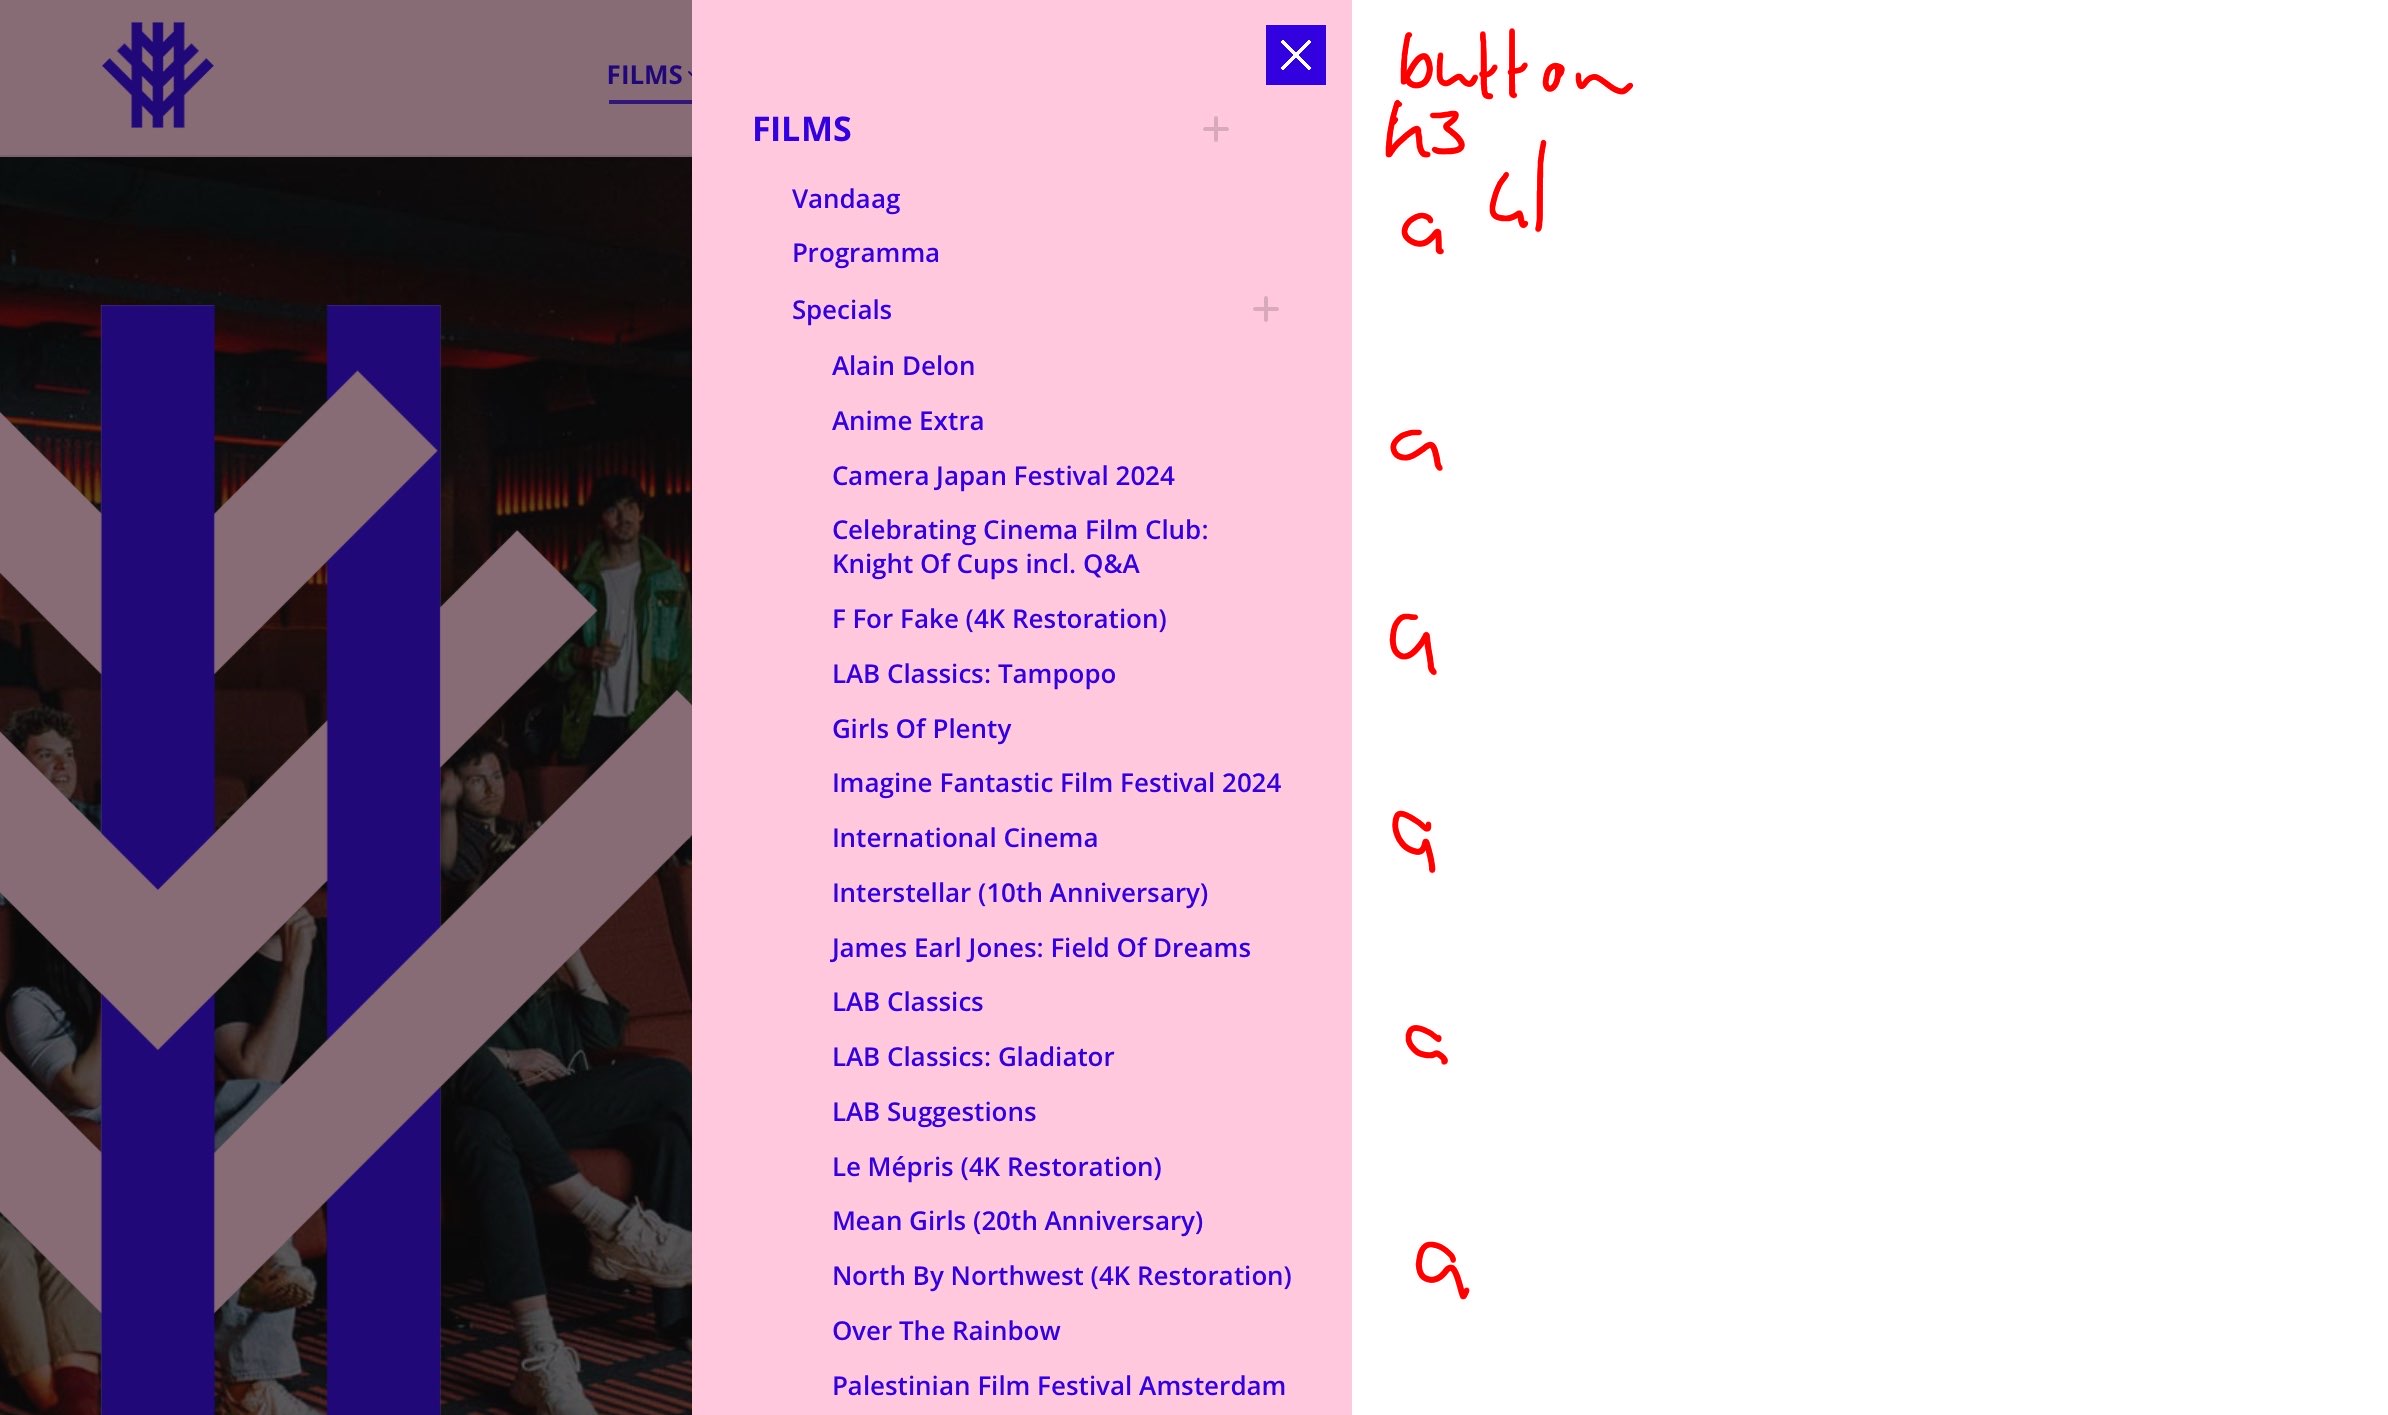 FILMS
FILMS
Vandaag
Programma
Specials
Alain Delon
Anime Extra
Camera Japan Festival 2024
Celebrating Cinema Film Club:
Knight Of Cups incl. Q&A
F For Fake (4K Restoration)
LAB Classics: Tampopo
Girls Of Plenty
Imagine Fantastic Film Festival 2024
International Cinema
Interstellar (10th Anniversary)
James Earl Jones: Field Of Dreams
LAB Classics
LAB Classics: Gladiator
LAB Suggestions
Le Mépris (4K Restoration)
Mean Girls (20th Anniversary)
North By Northwest (4K Restoration)
Over The Rainbow
Palestinian Film Festival Amsterdam
button
h3
ul
a
a
a
a
a
a